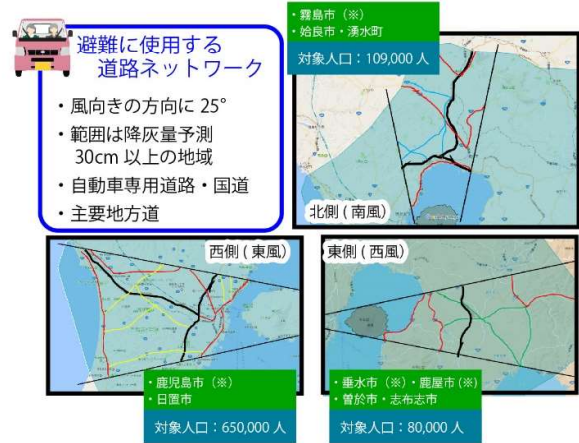 避難に使用する
道路ネットワーク
・風向きの方向に 25°
・範囲は降灰量予測
30cm 以上の地域
・自動車専用道路・国道
・主要地方道
・霧島市（※）
・姶良市・湧水町
対象人口：109,000 人
北側 ( 南風 )
西側 ( 東風 )
・鹿児島市（※）
・日置市
対象人口：650,000 人
東側 ( 西風 )
・垂水市（※）・鹿屋市 (※)
・曽於市・志布志市
対象人口：80,000 人